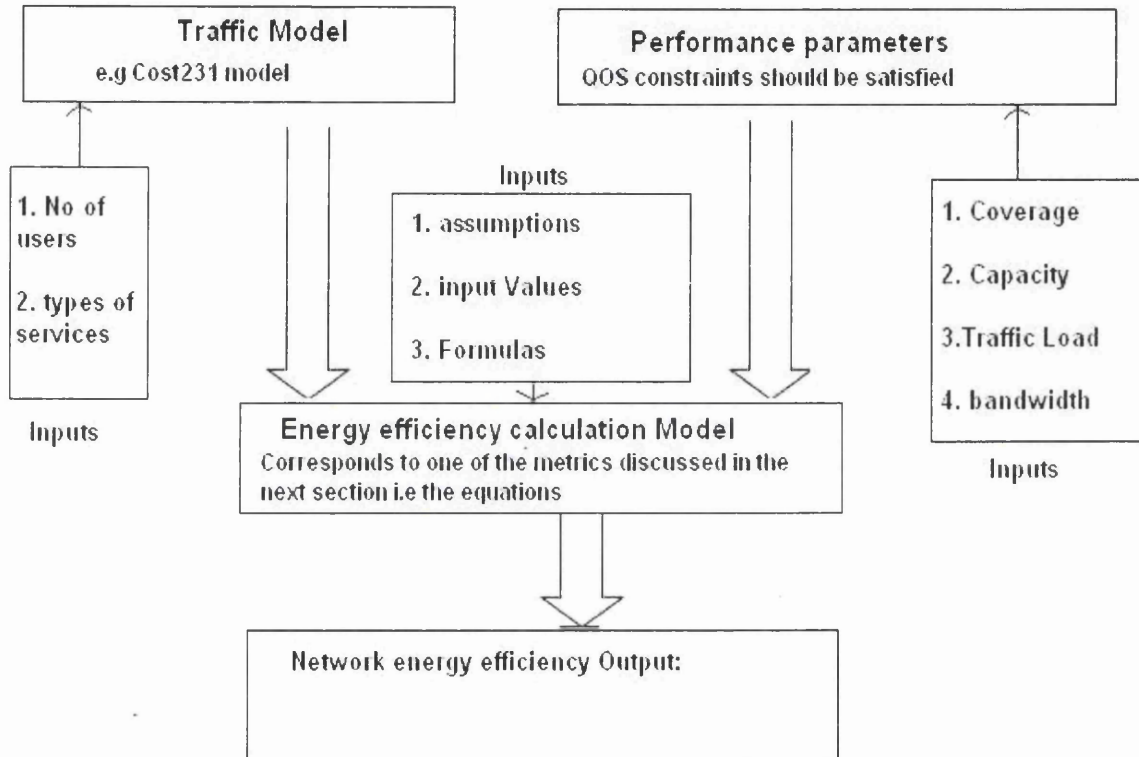 Traffic Model
e.g Cost231 model
Performance parameters
QOS constraints should be satisfied
1. No of
users
2. types of
services
Inputs
Inputs
1. assumptions
2. input Values
3. Formulas
1. Coverage
2. Capacity
3.Traffic Load
4. bandwidth
Inputs
Energy efficiency calculation Model
Corresponds to one of the metrics discussed in the
next section i.e the equations
Network energy efficiency Output: